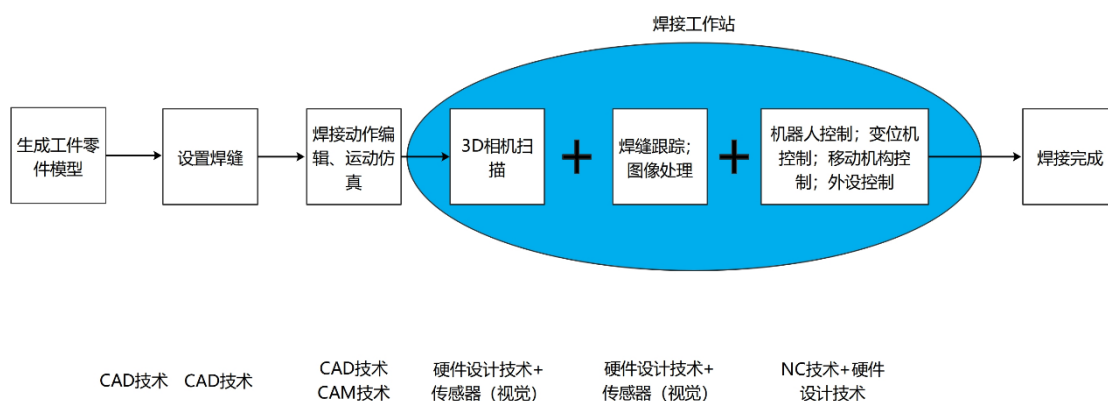 焊接工作站
生成工件零
件模型
设置焊缝
焊接动作编
辑、运动仿
真
3D相机扫
描
焊缝跟踪；
图像处理
机器人控制；变位机
控制；移动机构控
制；外设控制
焊接完成
CAD技术
CAD技术
CAD技术
CAM技术
硬件设计技术+
传感器（视觉）
硬件设计技术+
传感器（视觉）
NC技术+硬件
设计技术